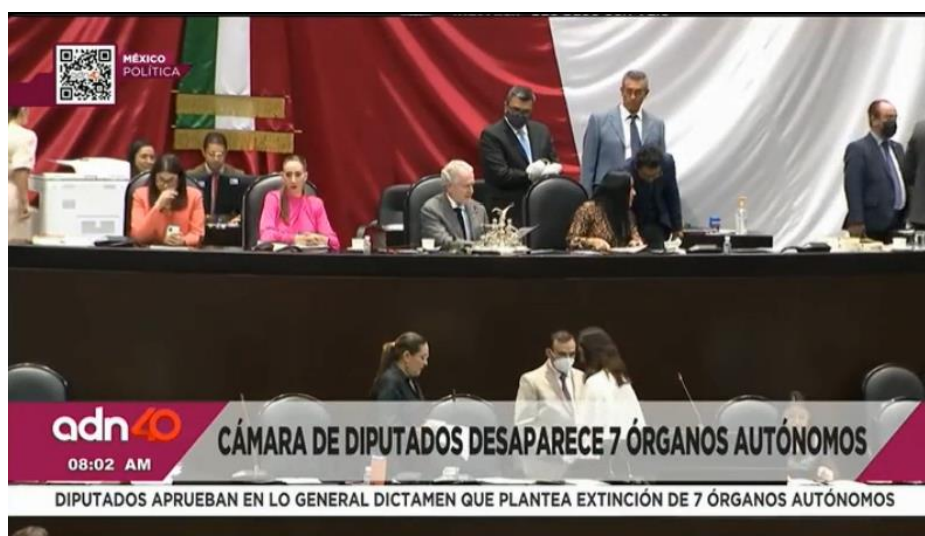 MÉXICO
POLÍTICA
adn40
08:02 AM
CÁMARA DE DIPUTADOS DESAPARECE 7 ÓRGANOS AUTÓNOMOS
DIPUTADOS APRUEBAN EN LO GENERAL DICTAMEN QUE PLANTEA EXTINCIÓN DE 7 ÓRGANOS AUTÓNOMOS